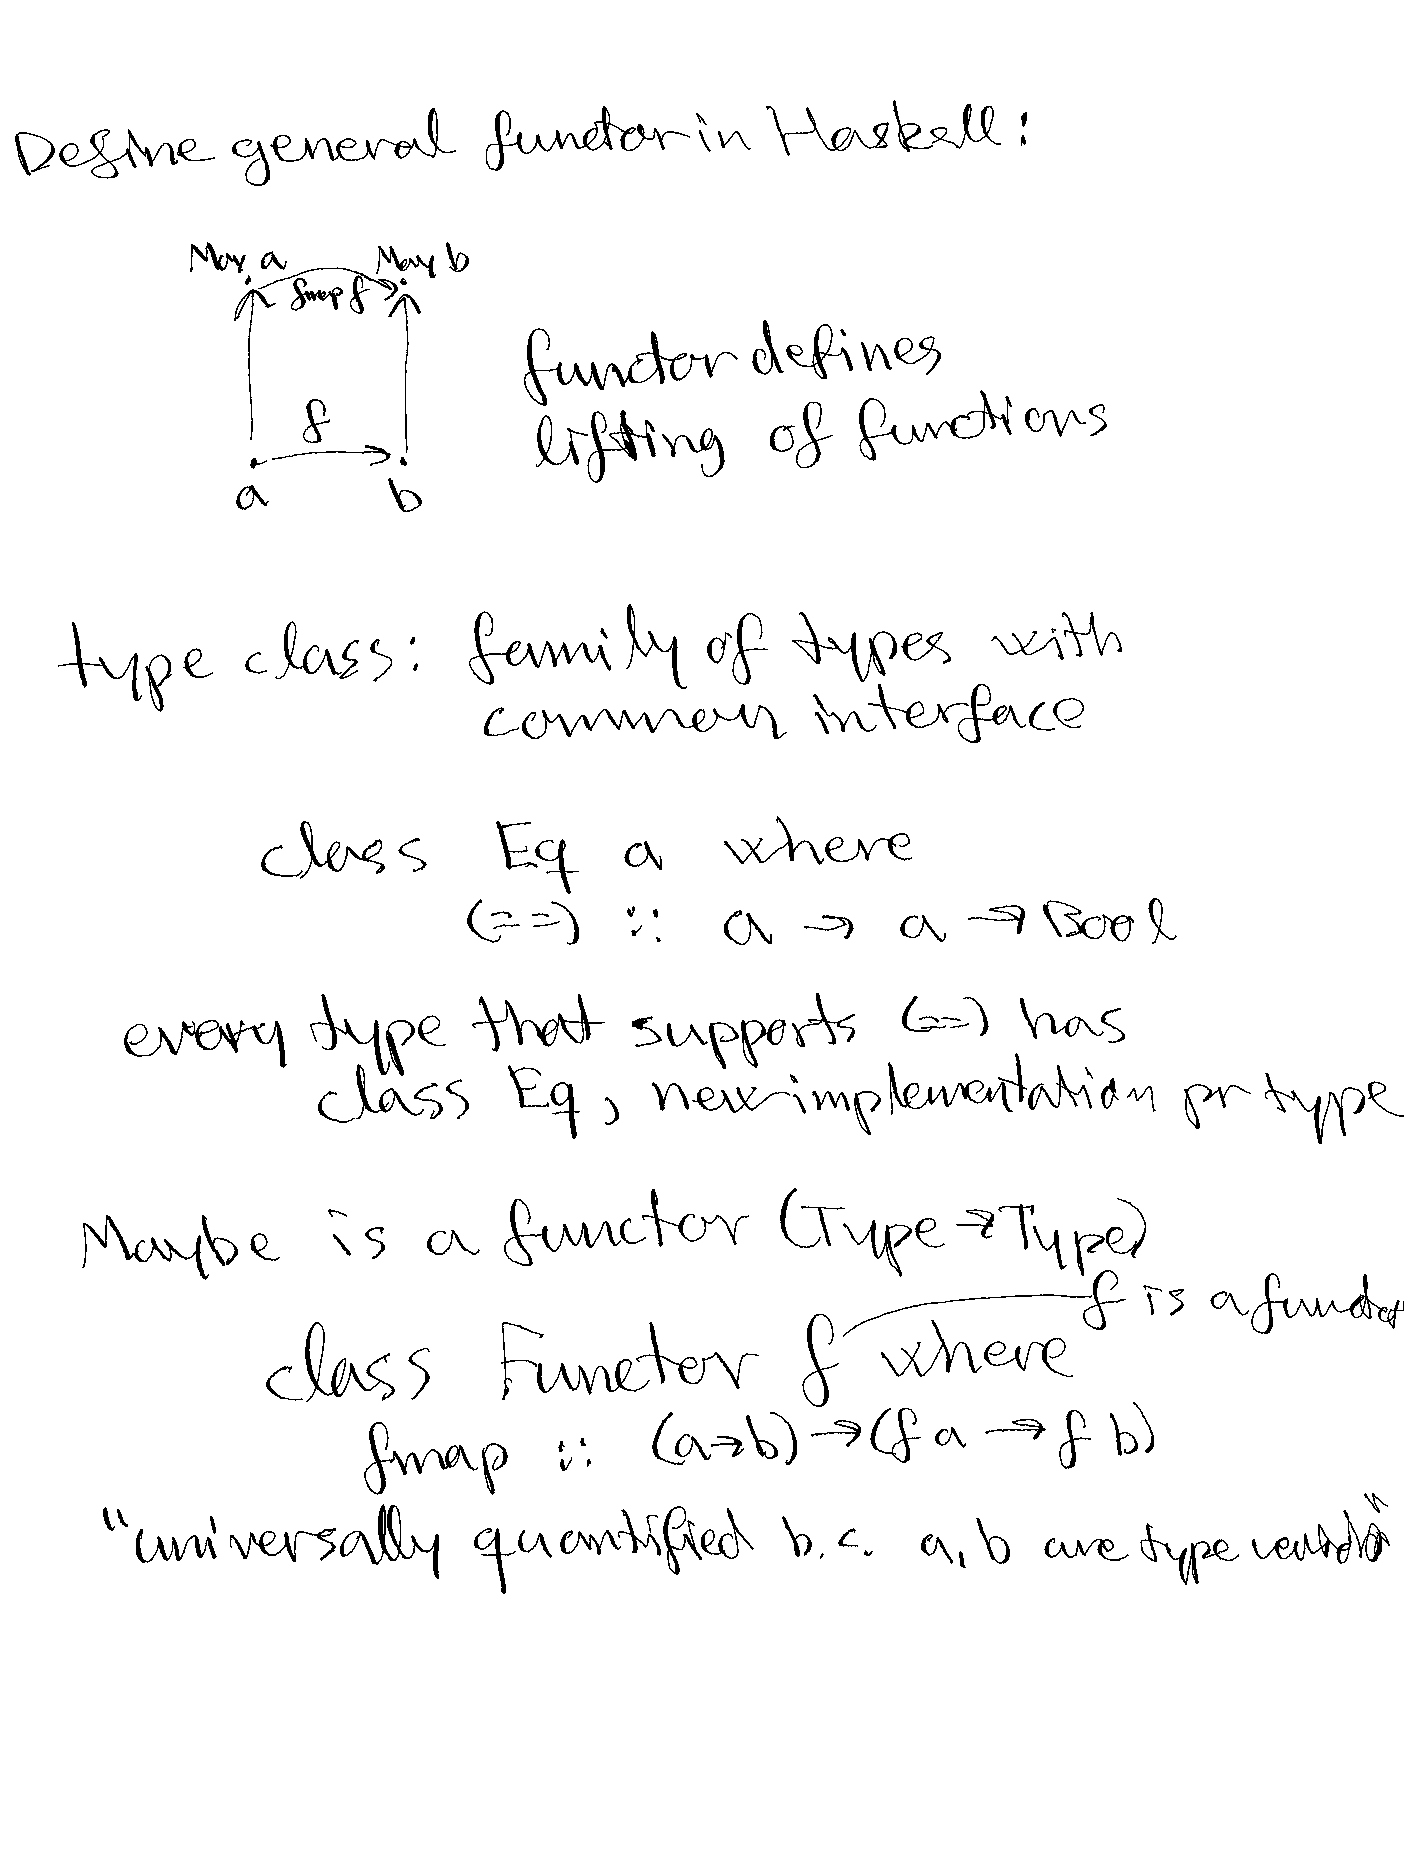 Define general functor in Haskell:
May a May b
fmap f
functor defines
f
lifting of functions
a b
type class: family of types with
common interface
class Eq a where
(==) :: a → a → Bool
every type that supports (==) has
class Eq, new implementation pr type
Maybe is a functor (Type → Type)
f is a functor
class Functor f where
fmap :: (a→b) → (f a → f b)
"universally quantified b.c. a, b are type